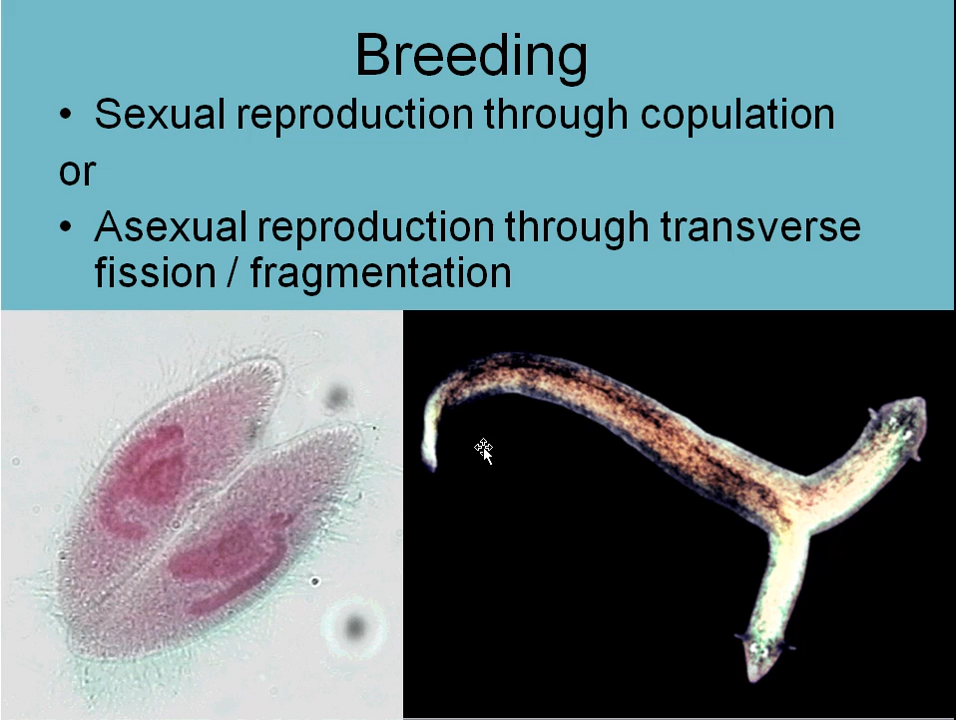 Breeding
• Sexual reproduction through copulation
or
• Asexual reproduction through transverse
fission / fragmentation